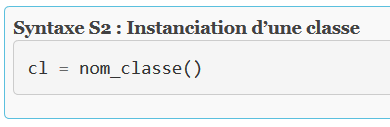 Syntaxe S2 : Instanciation d’une classe
cl = nom_classe()